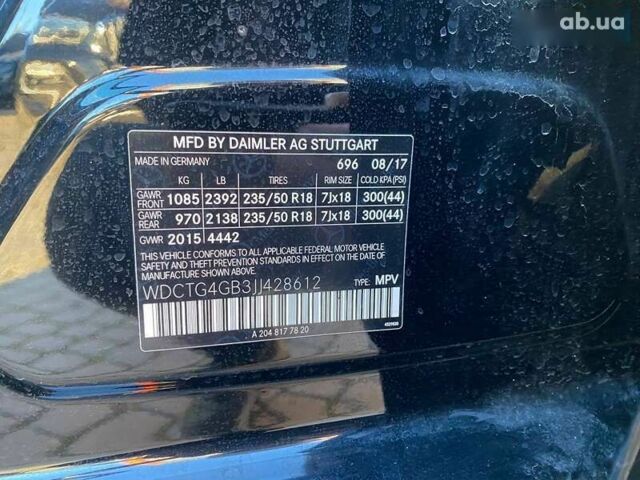 ab.ua
MFD BY DAIMLER AG STUTTGART
MADE IN GERMANY 696 08/17
KG LB TIRES RIM SIZE COLD KPA(PSI)
GAWR FRONT 1085 2392 235/50 R18 7Jx18 300(44)
GAWR REAR 970 2138 235/50 R18 7Jx18 300(44)
GVWR 2015 4442
THIS VEHICLE CONFORMS TO ALL APPLICABLE FEDERAL MOTOR VEHICLE
SAFETY, BUMPER, AND THEFT PREVENTION STANDARDS IN EFFECT ON
THE DATE OF MANUFACTURE SHOWN ABOVE.
WDCTG4GB3JJ428612 TYPE: MPV
A 204 817 78 20